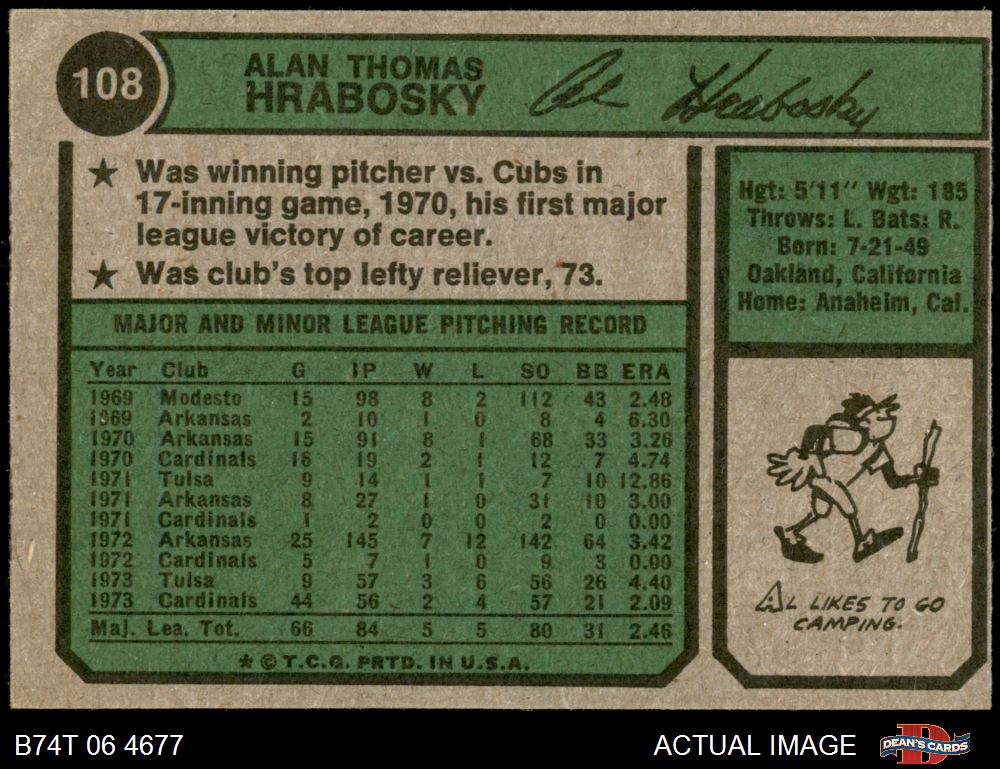 108
ALAN THOMAS
HRABOSKY
Al Hrabosky
★ Was winning pitcher vs. Cubs in
17-inning game, 1970, his first major
league victory of career.
★ Was club's top lefty reliever, 73.
Hgt: 5'11" Wgt: 185
Throws: L. Bats: R.
Born: 7-21-49
Oakland, California
Home: Anaheim, Cal.
MAJOR AND MINOR LEAGUE PITCHING RECORD
Year Club G IP W L SO BB ERA
1969 Modesto 15 98 8 2 112 43 2.48
1969 Arkansas 2 10 1 0 8 4 6.30
1970 Arkansas 15 91 8 1 68 33 3.26
1970 Cardinals 16 19 2 1 12 7 4.74
1971 Tulsa 9 14 1 1 7 10 12.86
1971 Arkansas 8 27 1 0 31 10 3.00
1971 Cardinals 1 2 0 0 2 0 0.00
1972 Arkansas 25 145 7 12 142 64 3.42
1972 Cardinals 5 7 1 0 9 3 0.00
1973 Tulsa 9 57 3 6 56 26 4.40
1973 Cardinals 44 56 2 4 57 21 2.09
Maj. Lea. Tot. 66 84 5 5 80 31 2.46
* © T.C.G. PRTD. IN U.S.A.
AL LIKES TO GO
CAMPING.
B74T 06 4677
ACTUAL IMAGE
DEAN'S CARDS